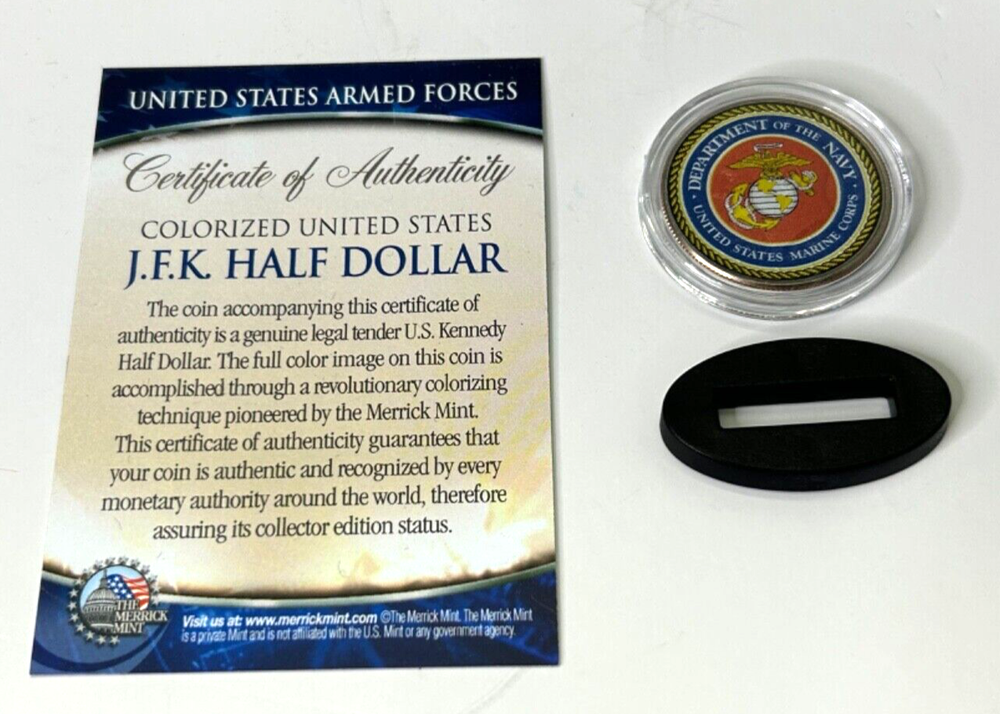 UNITED STATES ARMED FORCES
Certificate of Authenticity
COLORIZED UNITED STATES
J.F.K. HALF DOLLAR
The coin accompanying this certificate of
authenticity is a genuine legal tender U.S. Kennedy
Half Dollar. The full color image on this coin is
accomplished through a revolutionary colorizing
technique pioneered by the Merrick Mint.
This certificate of authenticity guarantees that
your coin is authentic and recognized by every
monetary authority around the world, therefore
assuring its collector edition status.
THE
MERRICK
MINT
Visit us at: www.merrickmint.com ©The Merrick Mint. The Merrick Mint
is a private Mint and is not affiliated with the U.S. Mint or any government agency.
DEPARTMENT OF THE NAVY
UNITED STATES MARINE CORPS